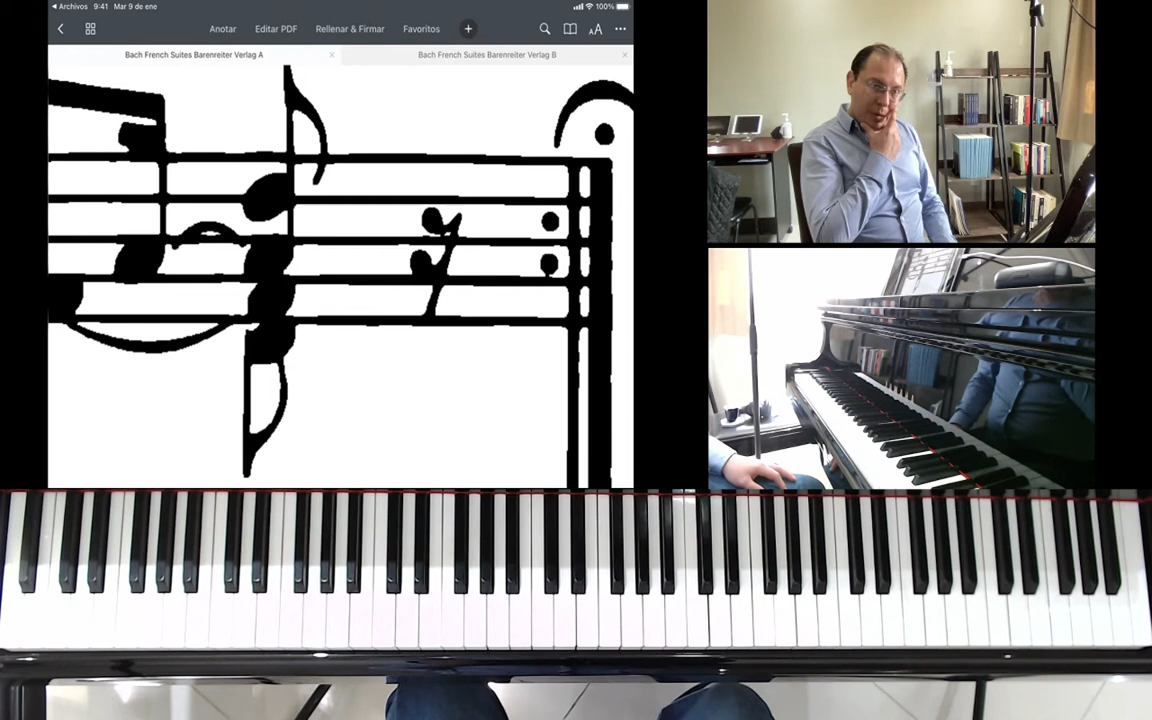 ◀ Archivos 9:41 Mar 9 de ene 100%
Anotar Editar PDF Rellenar & Firmar Favoritos
Bach French Suites Barenreiter Verlag A Bach French Suites Barenreiter Verlag B